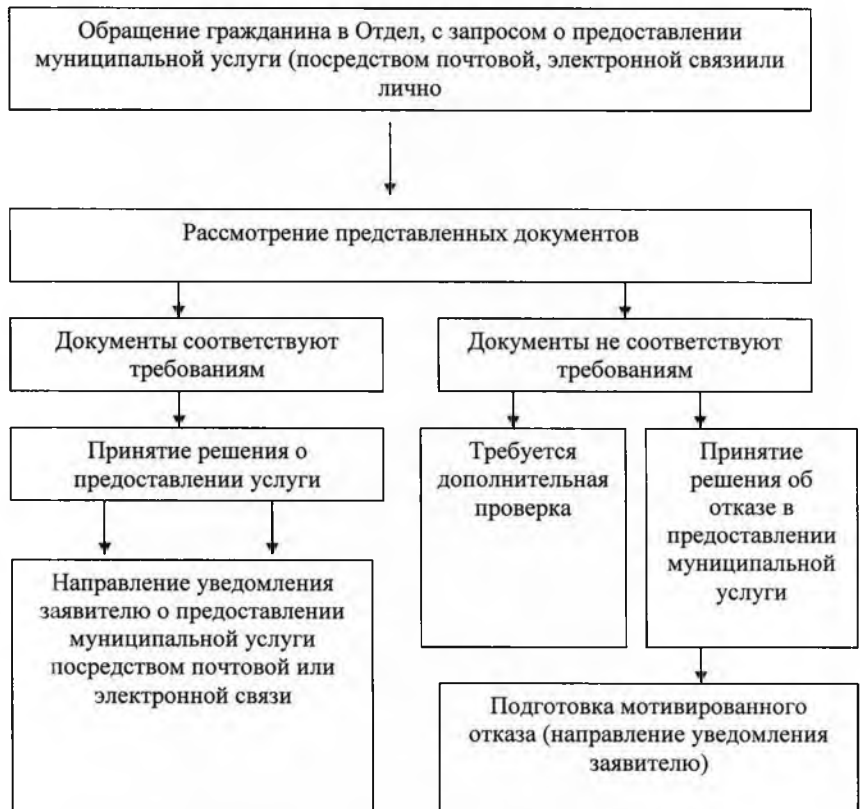 Обращение гражданина в Отдел, с запросом о предоставлении
муниципальной услуги (посредством почтовой, электронной связиили
лично
Рассмотрение представленных документов
Документы соответствуют
требованиям
Документы не соответствуют
требованиям
Принятие решения о
предоставлении услуги
Требуется
дополнительная
проверка
Принятие
решения об
отказе в
предоставлении
муниципальной
услуги
Направление уведомления
заявителю о предоставлении
муниципальной услуги
посредством почтовой или
электронной связи
Подготовка мотивированного
отказа (направление уведомления
заявителю)